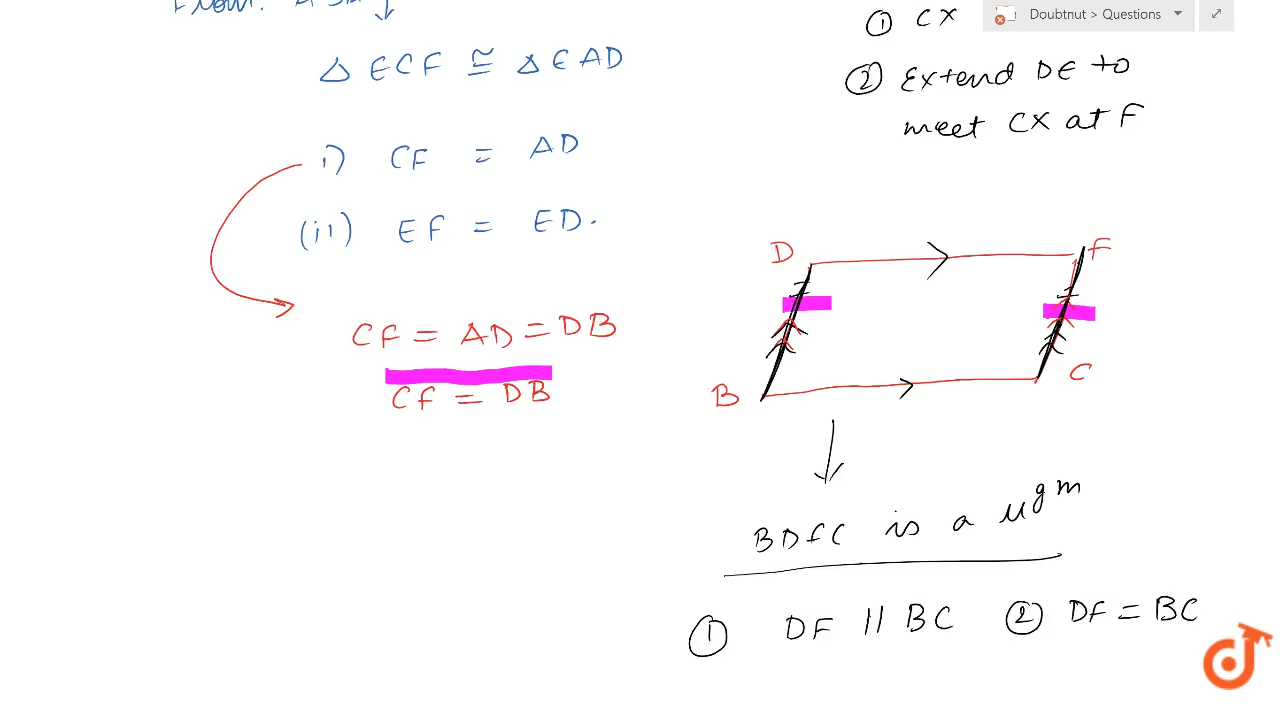 Δ ECF ≅ Δ EAD
i) CF = AD
(ii) EF = ED.
CF = AD = DB
CF = DB
① CX
Doubtnut > Questions
② Extend DE to
meet CX at F
D F
B C
BDFC is a ||gm
① DF || BC ② DF = BC